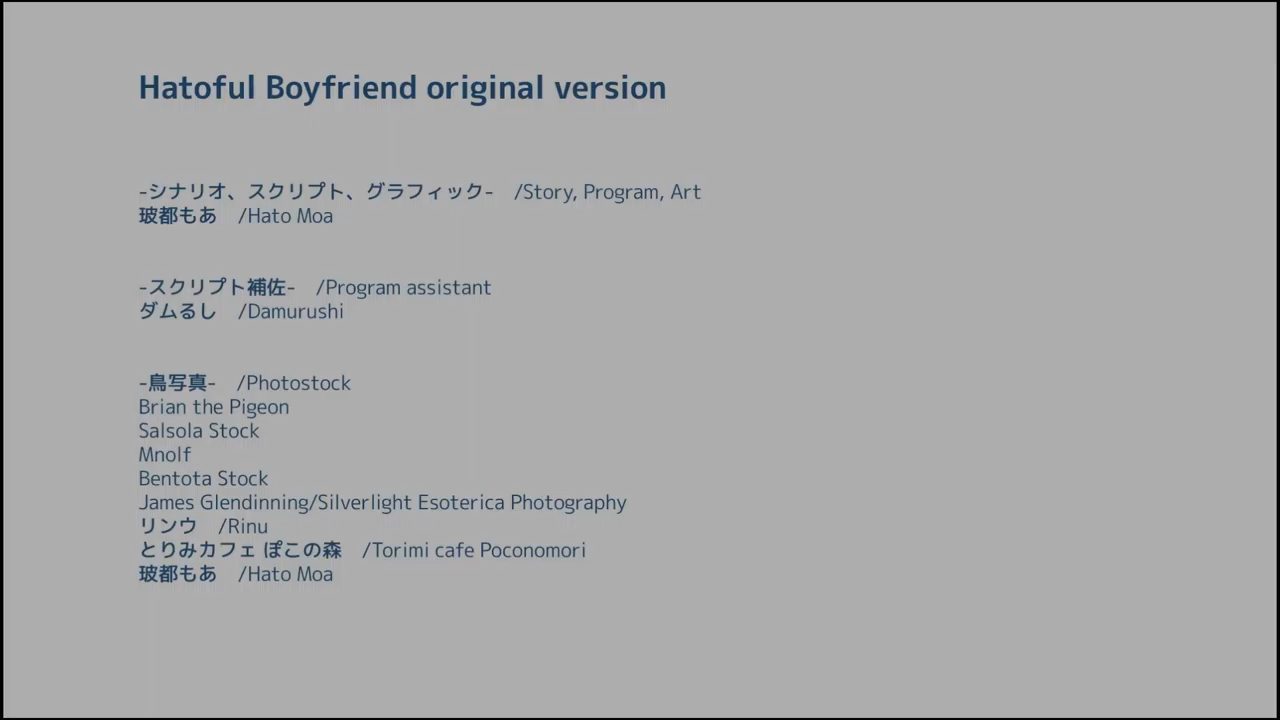 Hatoful Boyfriend original version
-シナリオ、スクリプト、グラフィック-　/Story, Program, Art
玻都もあ　/Hato Moa
-スクリプト補佐-　/Program assistant
ダムるし　/Damurushi
-鳥写真-　/Photostock
Brian the Pigeon
Salsola Stock
Mnolf
Bentota Stock
James Glendinning/Silverlight Esoterica Photography
リンウ　/Rinu
とりみカフェ ぽこの森　/Torimi cafe Poconomori
玻都もあ　/Hato Moa